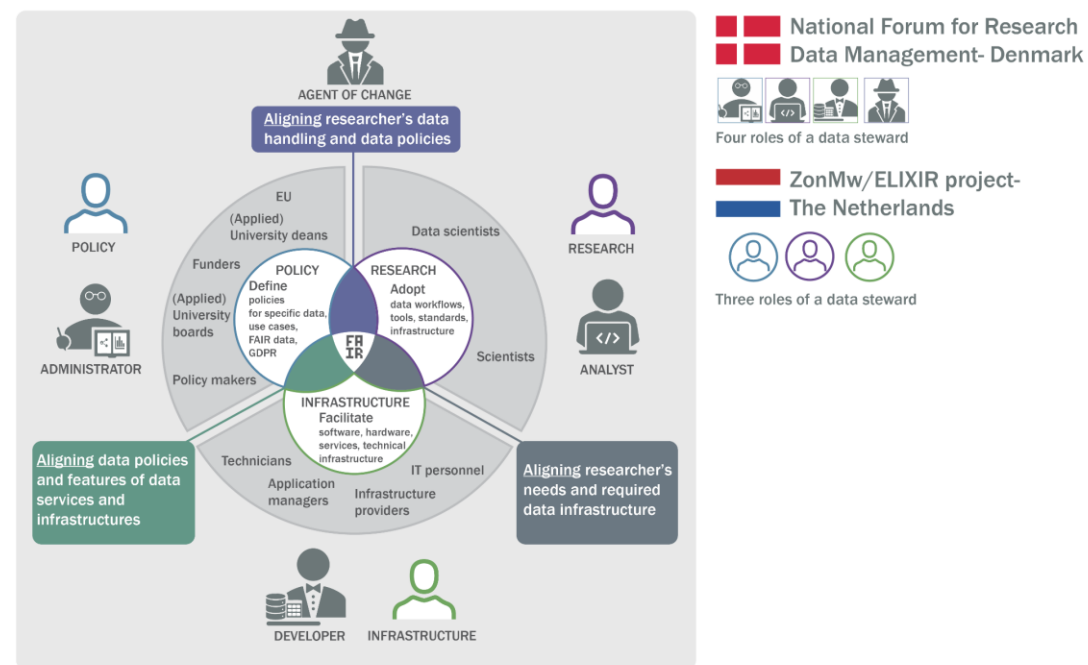 AGENT OF CHANGE
Aligning researcher's data
handling and data policies
POLICY
ADMINISTRATOR
EU
(Applied)
University deans
Funders
(Applied)
University
boards
Policy makers
POLICY
Define
policies
for specific data,
use cases,
FAIR data,
GDPR
RESEARCH
Adopt
data workflows,
tools, standards,
infrastructure
FA
IR
INFRASTRUCTURE
Facilitate
software, hardware,
services, technical
infrastructure
Data scientists
Scientists
RESEARCH
</>
ANALYST
Aligning data policies
and features of data
services and
infrastructures
Technicians
Application
managers
Infrastructure
providers
IT personnel
Aligning researcher's
needs and required
data infrastructure
DEVELOPER
INFRASTRUCTURE
National Forum for Research
Data Management- Denmark
</>
Four roles of a data steward
ZonMw/ELIXIR project-
The Netherlands
Three roles of a data steward